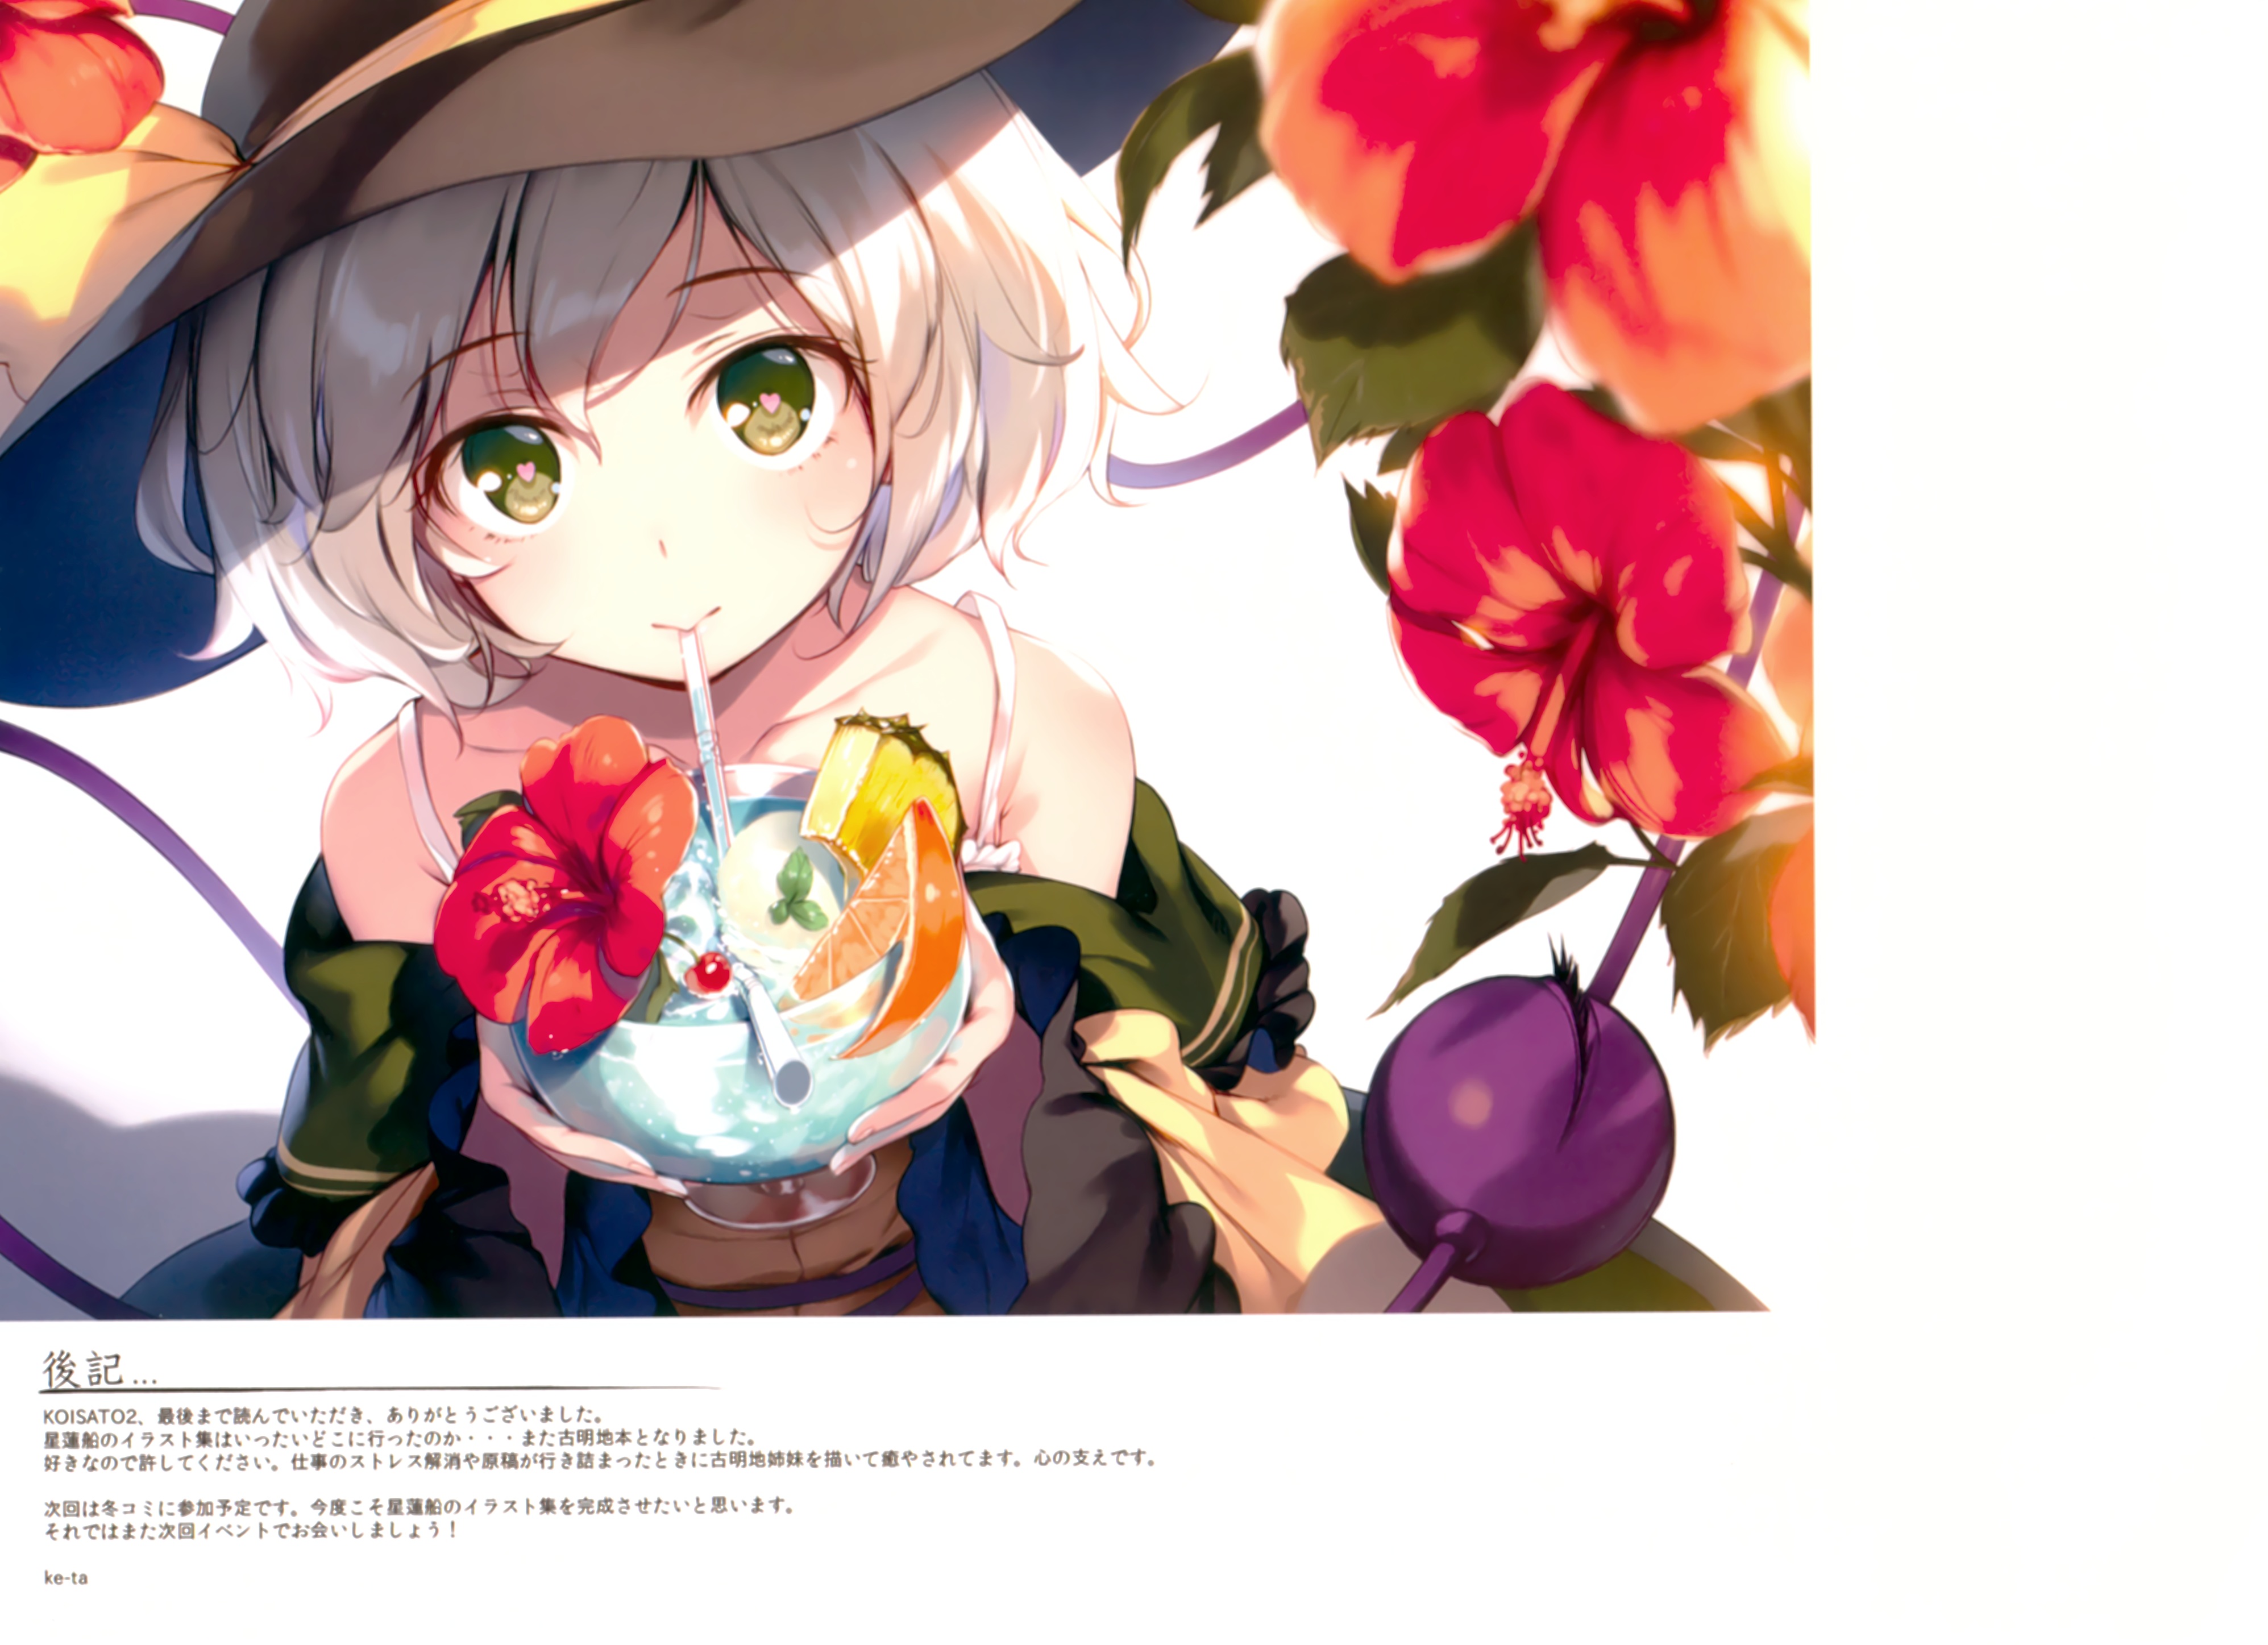 後記...
KOISATO2、最後まで読んでいただき、ありがとうございました。
星蓮船のイラスト集はいったいどこに行ったのか・・・また古明地本となりました。
好きなので許してください。仕事のストレス解消や原稿が行き詰まったときに古明地姉妹を描いて癒やされてます。心の支えです。
次回は冬コミに参加予定です。今度こそ星蓮船のイラスト集を完成させたいと思います。
それではまた次回イベントでお会いしましょう！
ke-ta